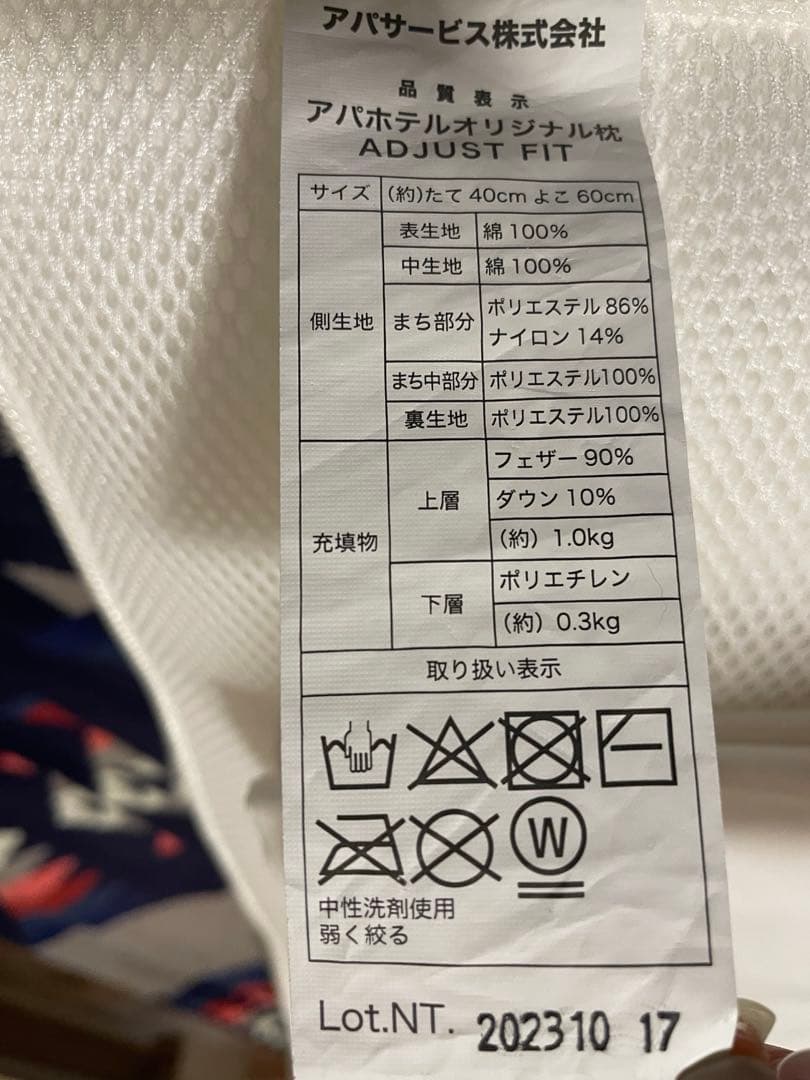 アパサービス株式会社
品質表示
アパホテルオリジナル枕
ADJUST FIT
サイズ (約)たて 40cm よこ 60cm
側生地
表生地 綿 100%
中生地 綿 100%
まち部分 ポリエステル 86%
ナイロン 14%
まち中部分 ポリエステル100%
裏生地 ポリエステル100%
充填物
上層
フェザー 90%
ダウン 10%
(約) 1.0kg
下層
ポリエチレン
(約) 0.3kg
取り扱い表示
W
中性洗剤使用
弱く絞る
Lot.NT. 202310 17